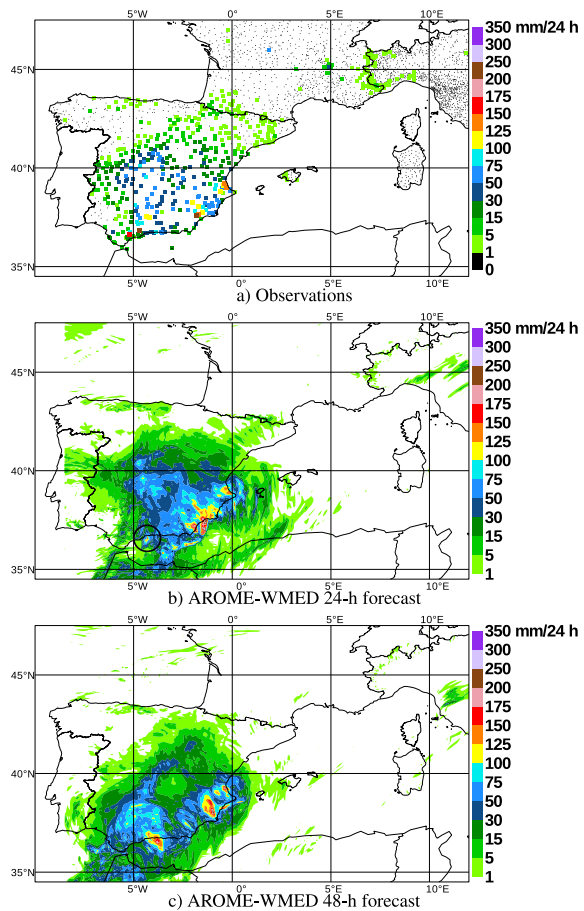 350 mm/24 h
300
250
200
175
150
125
100
75
50
30
15
5
1
0
45°N
40°N
35°N
5°W
0°
5°E
10°E
a) Observations
350 mm/24 h
300
250
200
175
150
125
100
75
50
30
15
5
1
45°N
40°N
35°N
5°W
0°
5°E
10°E
b) AROME-WMED 24-h forecast
350 mm/24 h
300
250
200
175
150
125
100
75
50
30
15
5
1
45°N
40°N
35°N
5°W
0°
5°E
10°E
c) AROME-WMED 48-h forecast